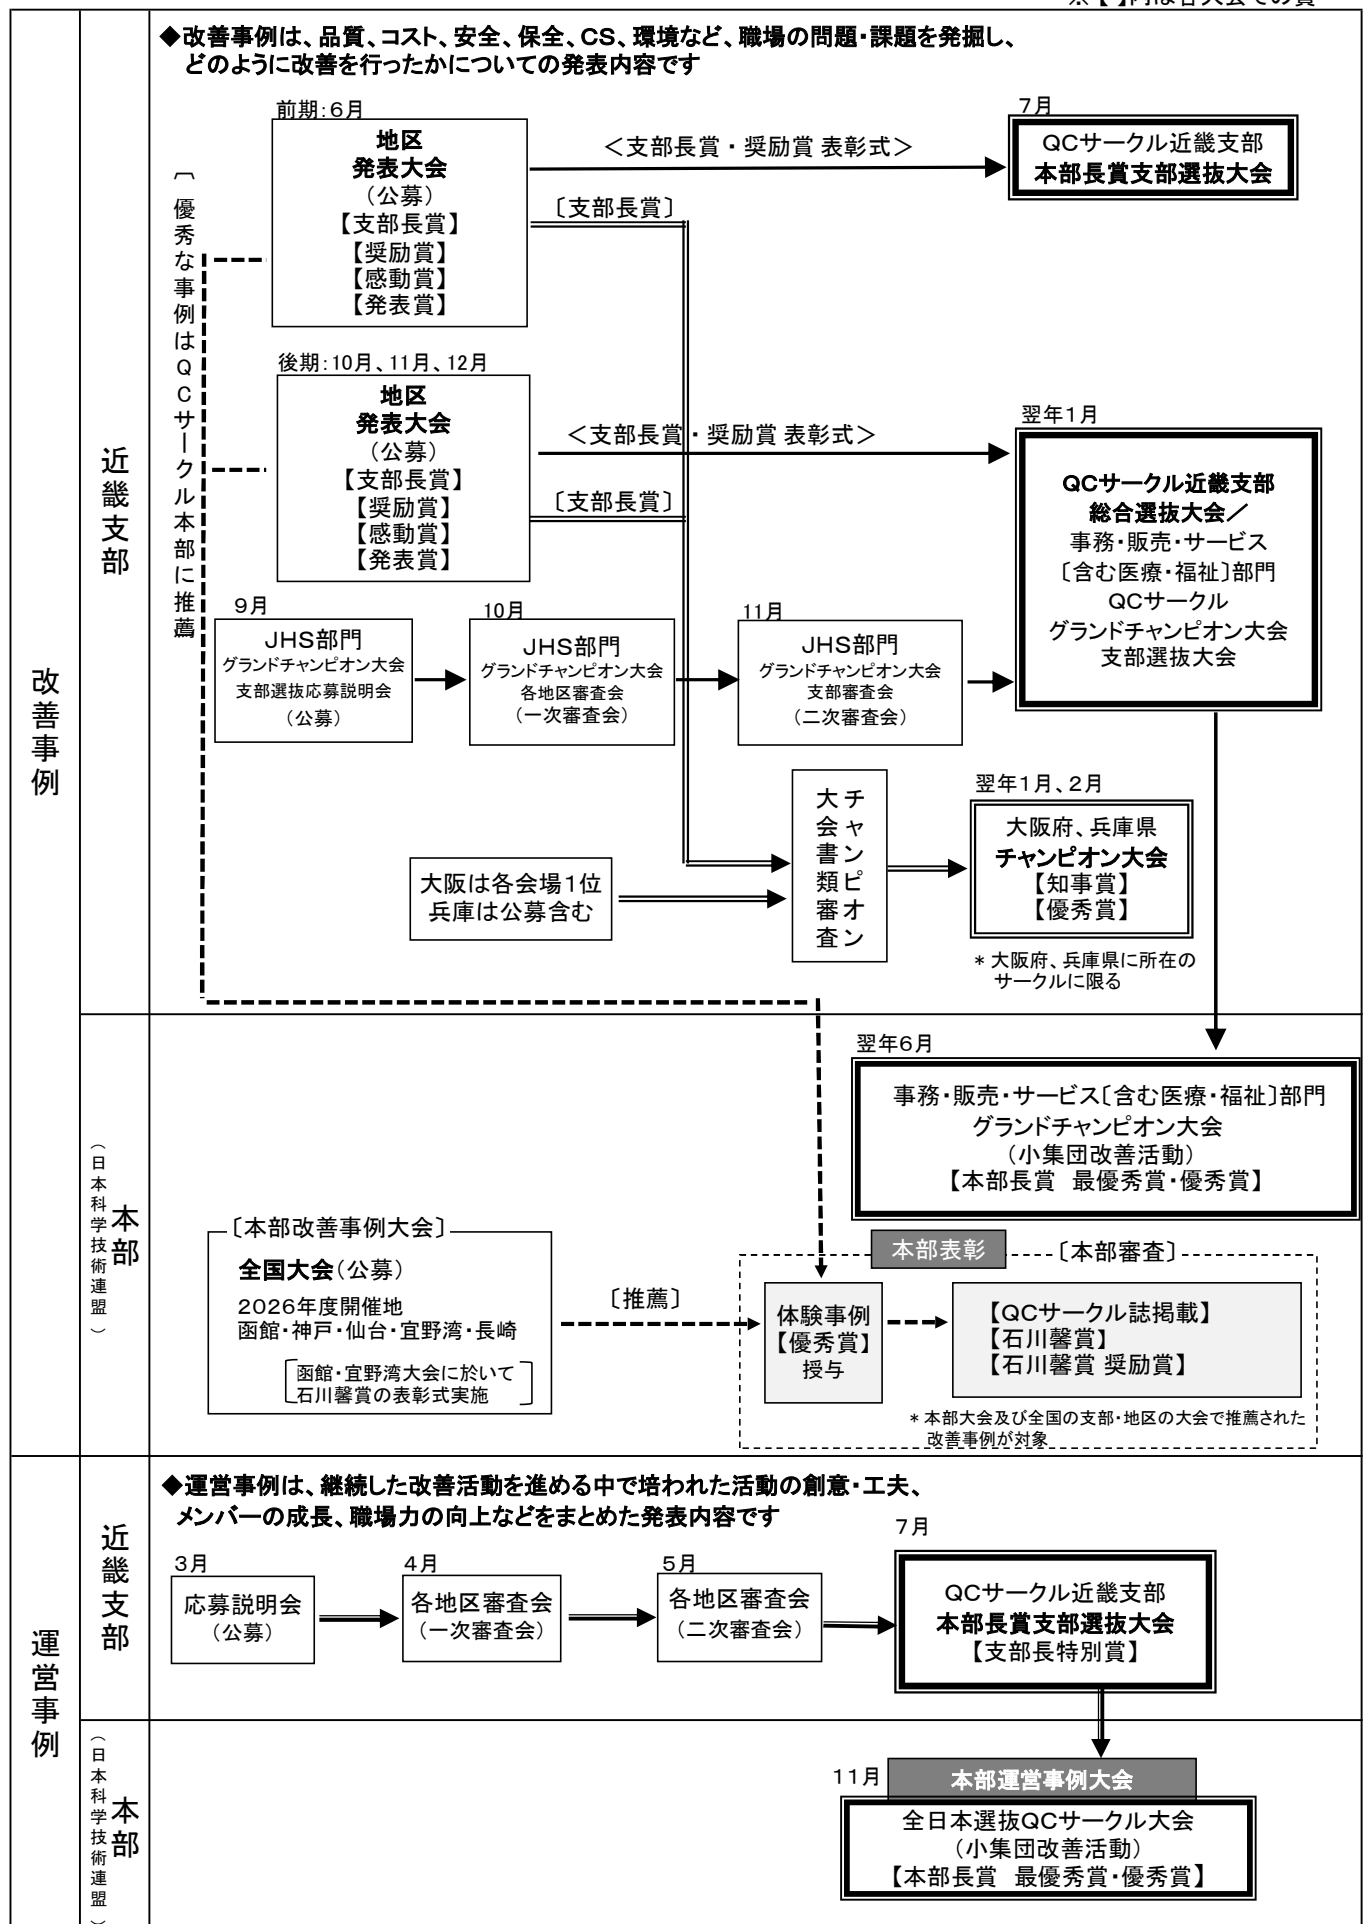 ※【 】内は各大会での賞
改善事例
近畿支部
◆改善事例は、品質、コスト、安全、保全、CS、環境など、職場の問題・課題を発掘し、
どのように改善を行ったかについての発表内容です
〔優秀な事例はQCサークル本部に推薦
前期:6月
地区
発表大会
(公募)
【支部長賞】
【奨励賞】
【感動賞】
【発表賞】
<支部長賞・奨励賞 表彰式>
〔支部長賞〕
7月
QCサークル近畿支部
本部長賞支部選抜大会
後期:10月、11月、12月
地区
発表大会
(公募)
【支部長賞】
【奨励賞】
【感動賞】
【発表賞】
<支部長賞・奨励賞 表彰式>
〔支部長賞〕
翌年1月
QCサークル近畿支部
総合選抜大会/
事務・販売・サービス
〔含む医療・福祉〕部門
QCサークル
グランドチャンピオン大会
支部選抜大会
9月
JHS部門
グランドチャンピオン大会
支部選抜応募説明会
(公募)
10月
JHS部門
グランドチャンピオン大会
各地区審査会
(一次審査会)
11月
JHS部門
グランドチャンピオン大会
支部審査会
(二次審査会)
大阪は各会場1位
兵庫は公募含む
チャンピオン
大会書類審査
翌年1月、2月
大阪府、兵庫県
チャンピオン大会
【知事賞】
【優秀賞】
* 大阪府、兵庫県に所在の
サークルに限る
本部
(日本科学技術連盟)
翌年6月
事務・販売・サービス〔含む医療・福祉〕部門
グランドチャンピオン大会
(小集団改善活動)
【本部長賞 最優秀賞・優秀賞】
〔本部改善事例大会〕
全国大会(公募)
2026年度開催地
函館・神戸・仙台・宜野湾・長崎
函館・宜野湾大会に於いて
石川馨賞の表彰式実施
〔推薦〕
本部表彰
〔本部審査〕
体験事例
【優秀賞】
授与
【QCサークル誌掲載】
【石川馨賞】
【石川馨賞 奨励賞】
* 本部大会及び全国の支部・地区の大会で推薦された
改善事例が対象
運営事例
近畿支部
◆運営事例は、継続した改善活動を進める中で培われた活動の創意・工夫、
メンバーの成長、職場力の向上などをまとめた発表内容です
3月
応募説明会
(公募)
4月
各地区審査会
(一次審査会)
5月
各地区審査会
(二次審査会)
7月
QCサークル近畿支部
本部長賞支部選抜大会
【支部長特別賞】
本部
(日本科学技術連盟)
11月
本部運営事例大会
全日本選抜QCサークル大会
(小集団改善活動)
【本部長賞 最優秀賞・優秀賞】